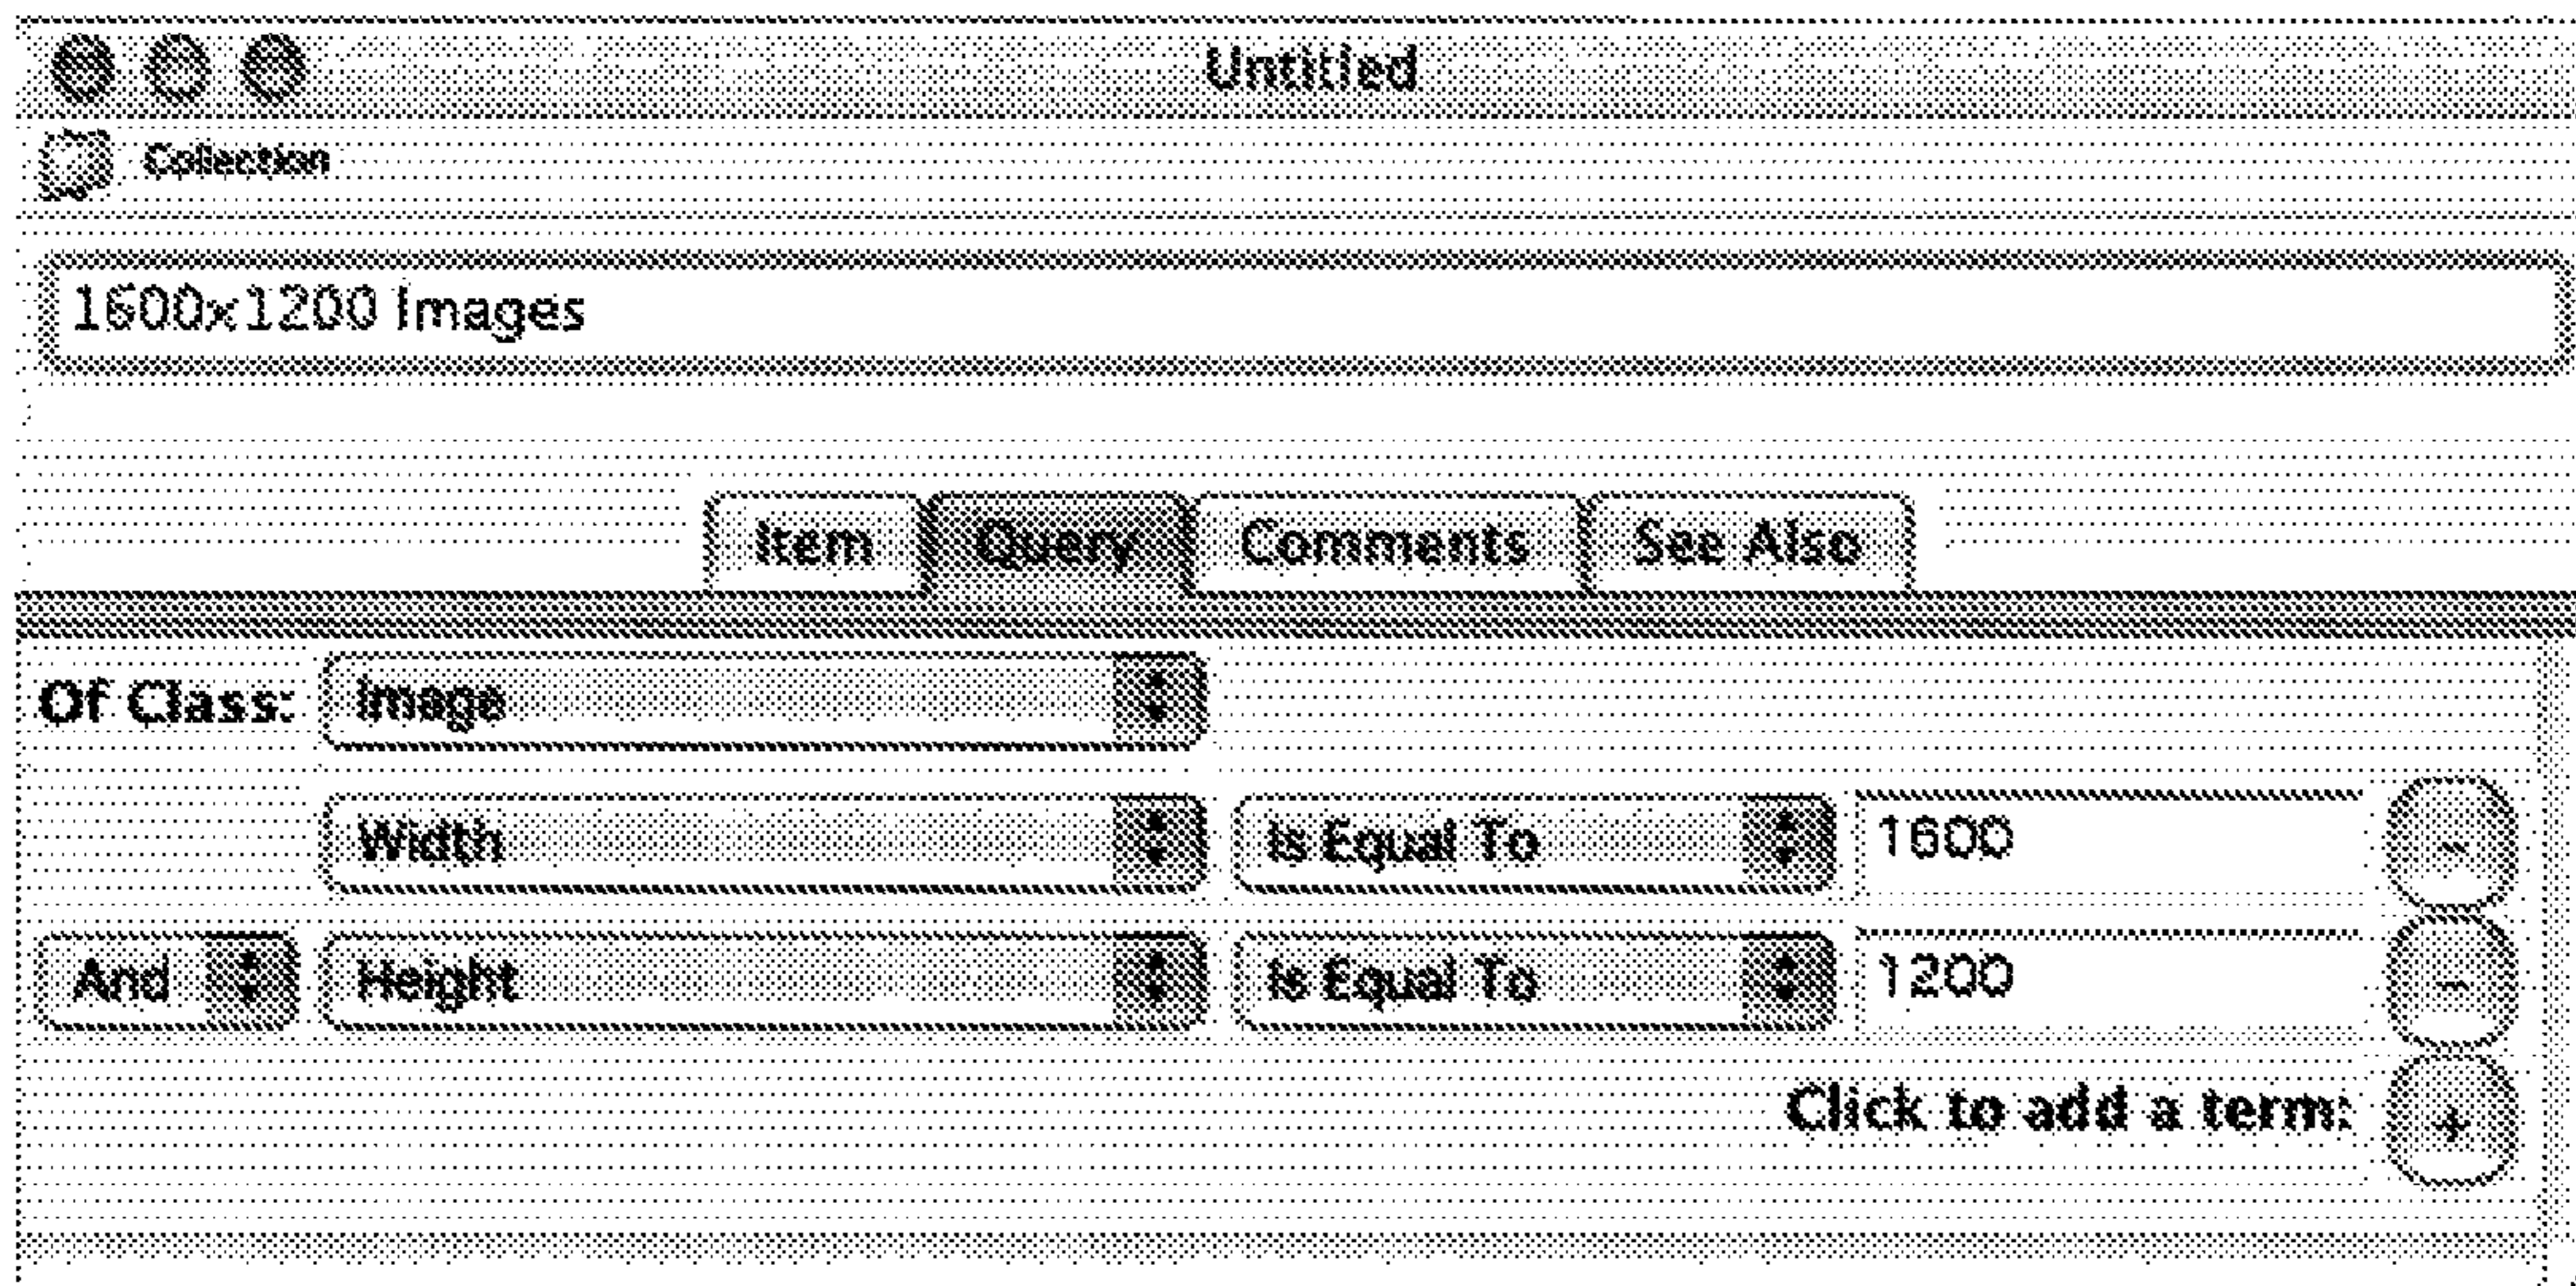 Untitled
Collection
1600x1200 Images
Item Query Comments See Also
Of Class: Image
Width Is Equal To 1600 -
And Height Is Equal To 1200 -
Click to add a term: +